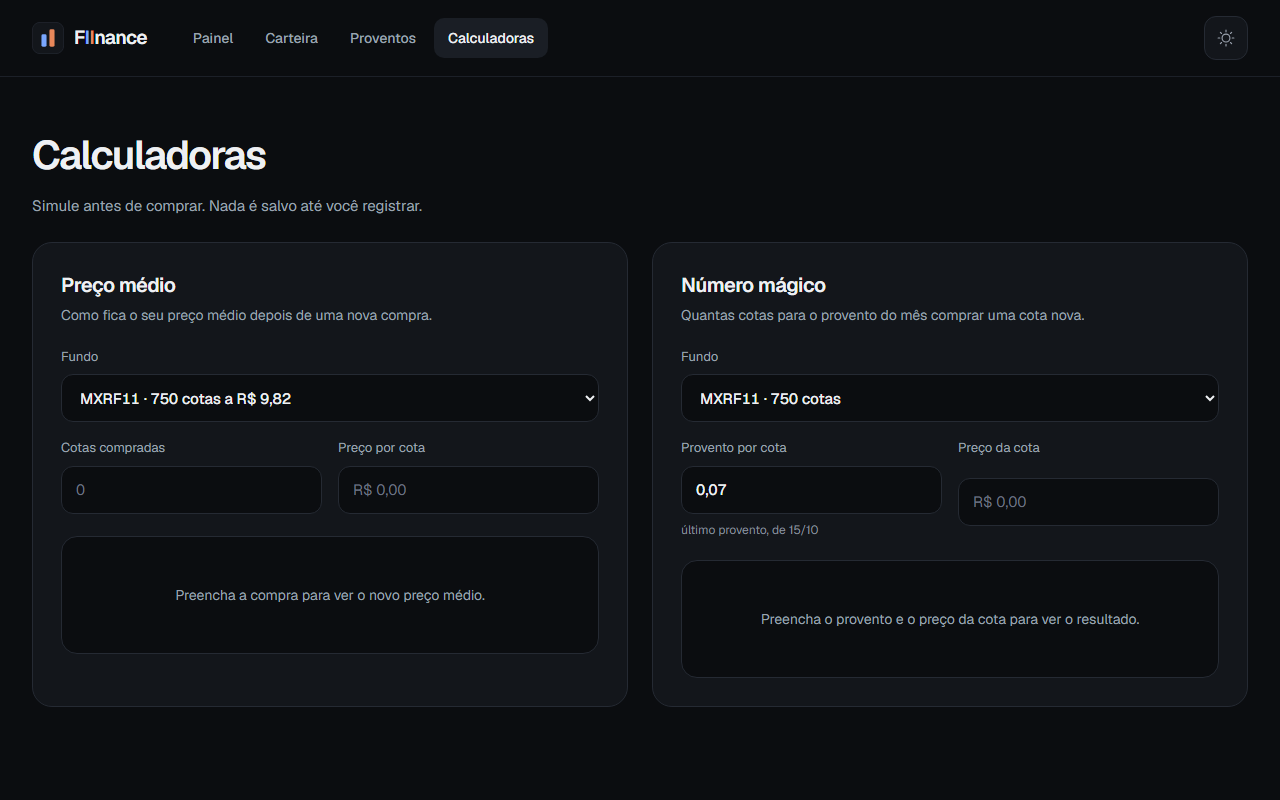 FIInance
Painel
Carteira
Proventos
Calculadoras
Calculadoras
Simule antes de comprar. Nada é salvo até você registrar.
Preço médio
Como fica o seu preço médio depois de uma nova compra.
Fundo
MXRF11 · 750 cotas a R$ 9,82
Cotas compradas
Preço por cota
0
R$ 0,00
Preencha a compra para ver o novo preço médio.
Número mágico
Quantas cotas para o provento do mês comprar uma cota nova.
Fundo
MXRF11 · 750 cotas
Provento por cota
Preço da cota
0,07
R$ 0,00
último provento, de 15/10
Preencha o provento e o preço da cota para ver o resultado.